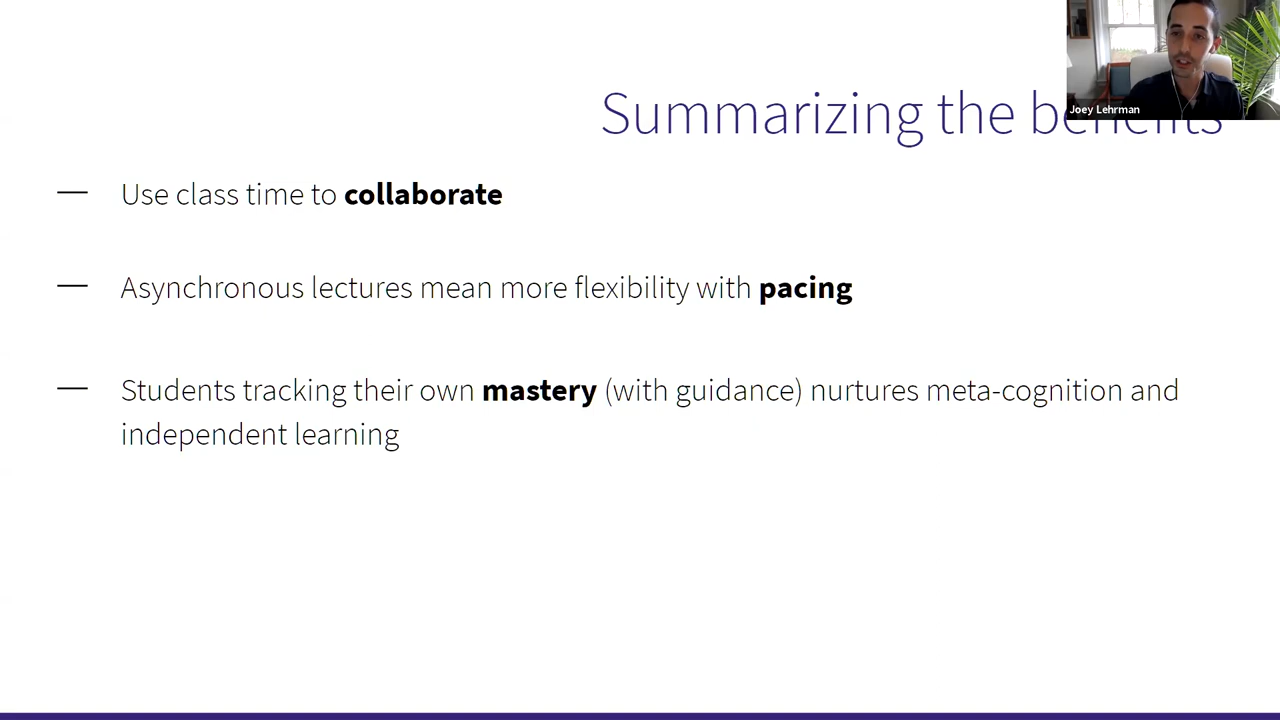 Joey Lehrman
Summarizing the benefits
— Use class time to collaborate
— Asynchronous lectures mean more flexibility with pacing
— Students tracking their own mastery (with guidance) nurtures meta-cognition and
independent learning